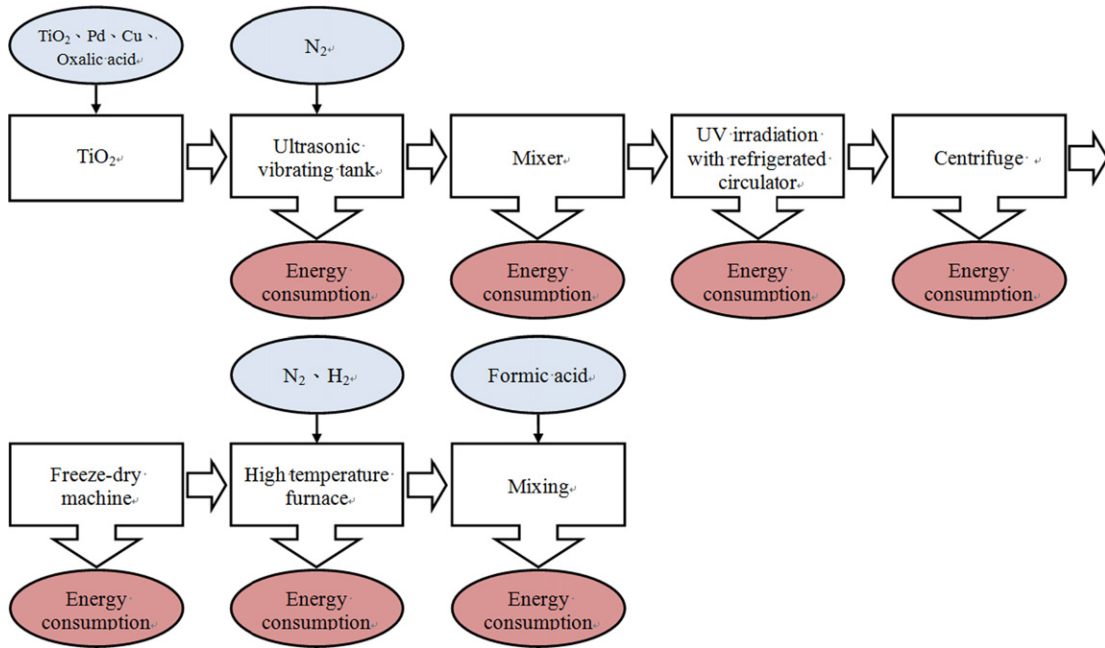 TiO₂、Pd、Cu、
Oxalic acid
N₂
TiO₂
Ultrasonic
vibrating tank
Mixer
UV irradiation
with refrigerated
circulator
Centrifuge
Energy
consumption
Energy
consumption
Energy
consumption
Energy
consumption
N₂、H₂
Formic acid
Freeze-dry
machine
High temperature
furnace
Mixing
Energy
consumption
Energy
consumption
Energy
consumption